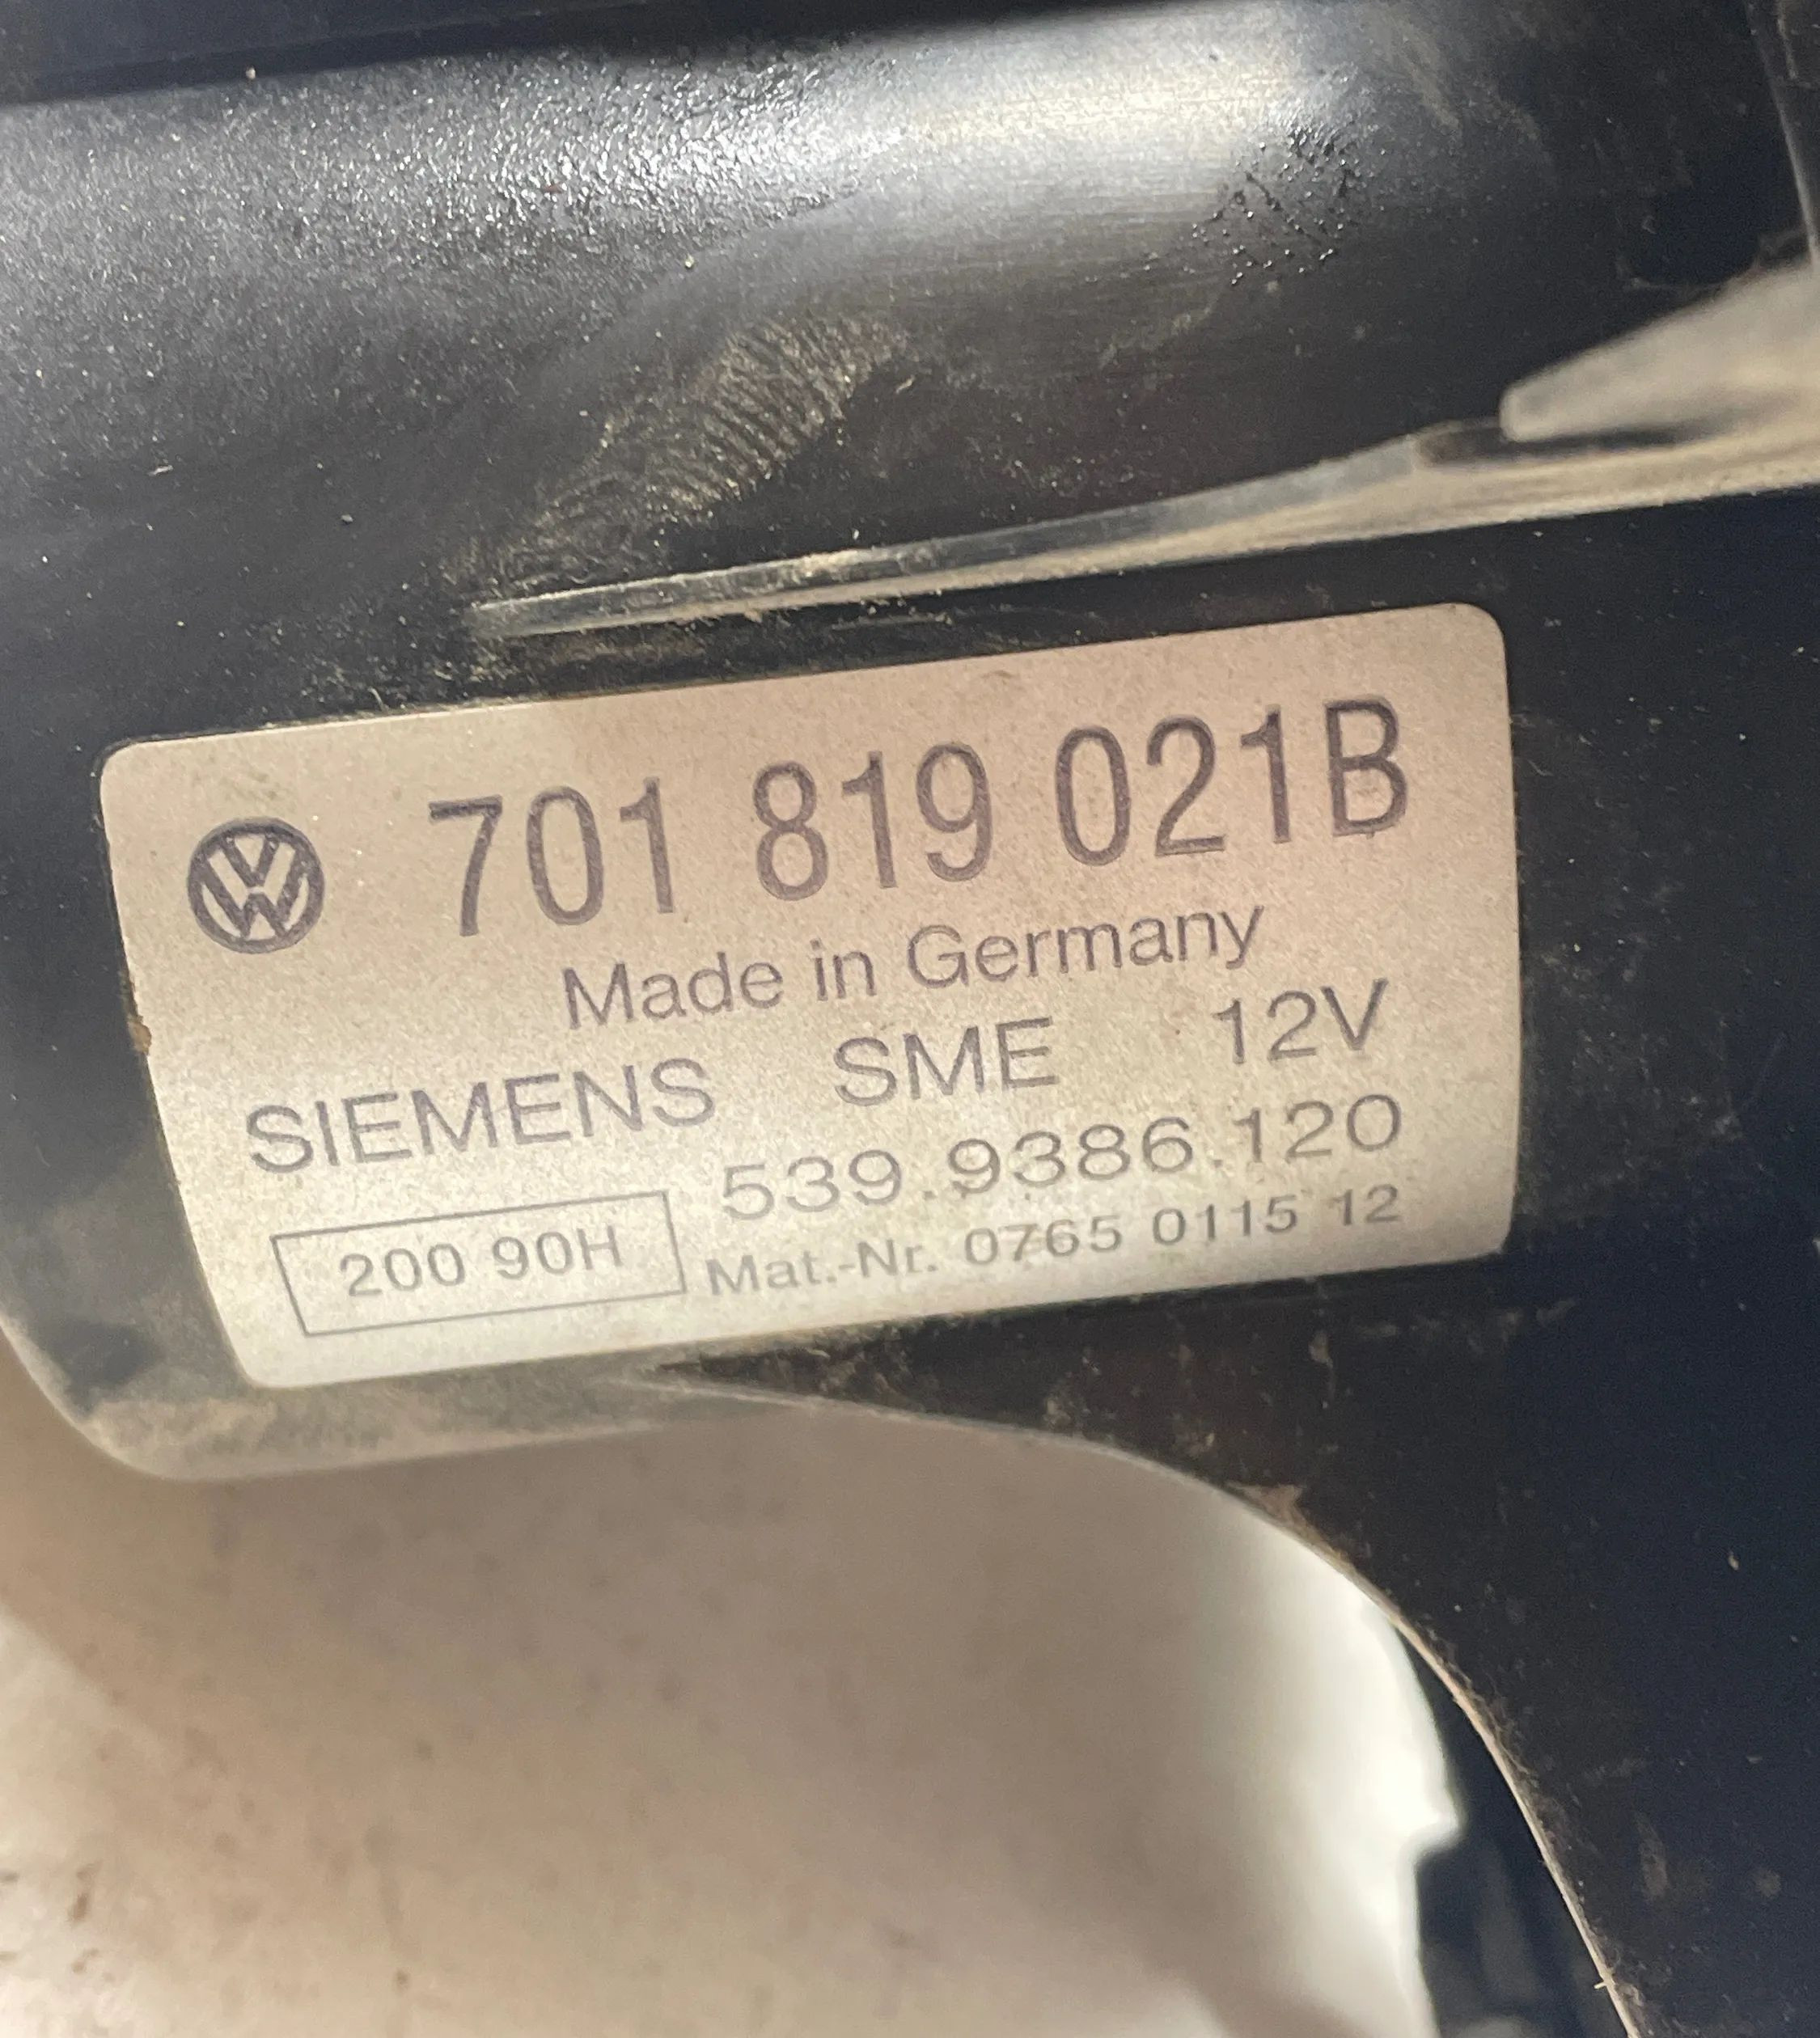 701 819 021B
Made in Germany
SIEMENS SME 12V
539.9386.120
200 90H Mat.-Nr. 0765 0115 12